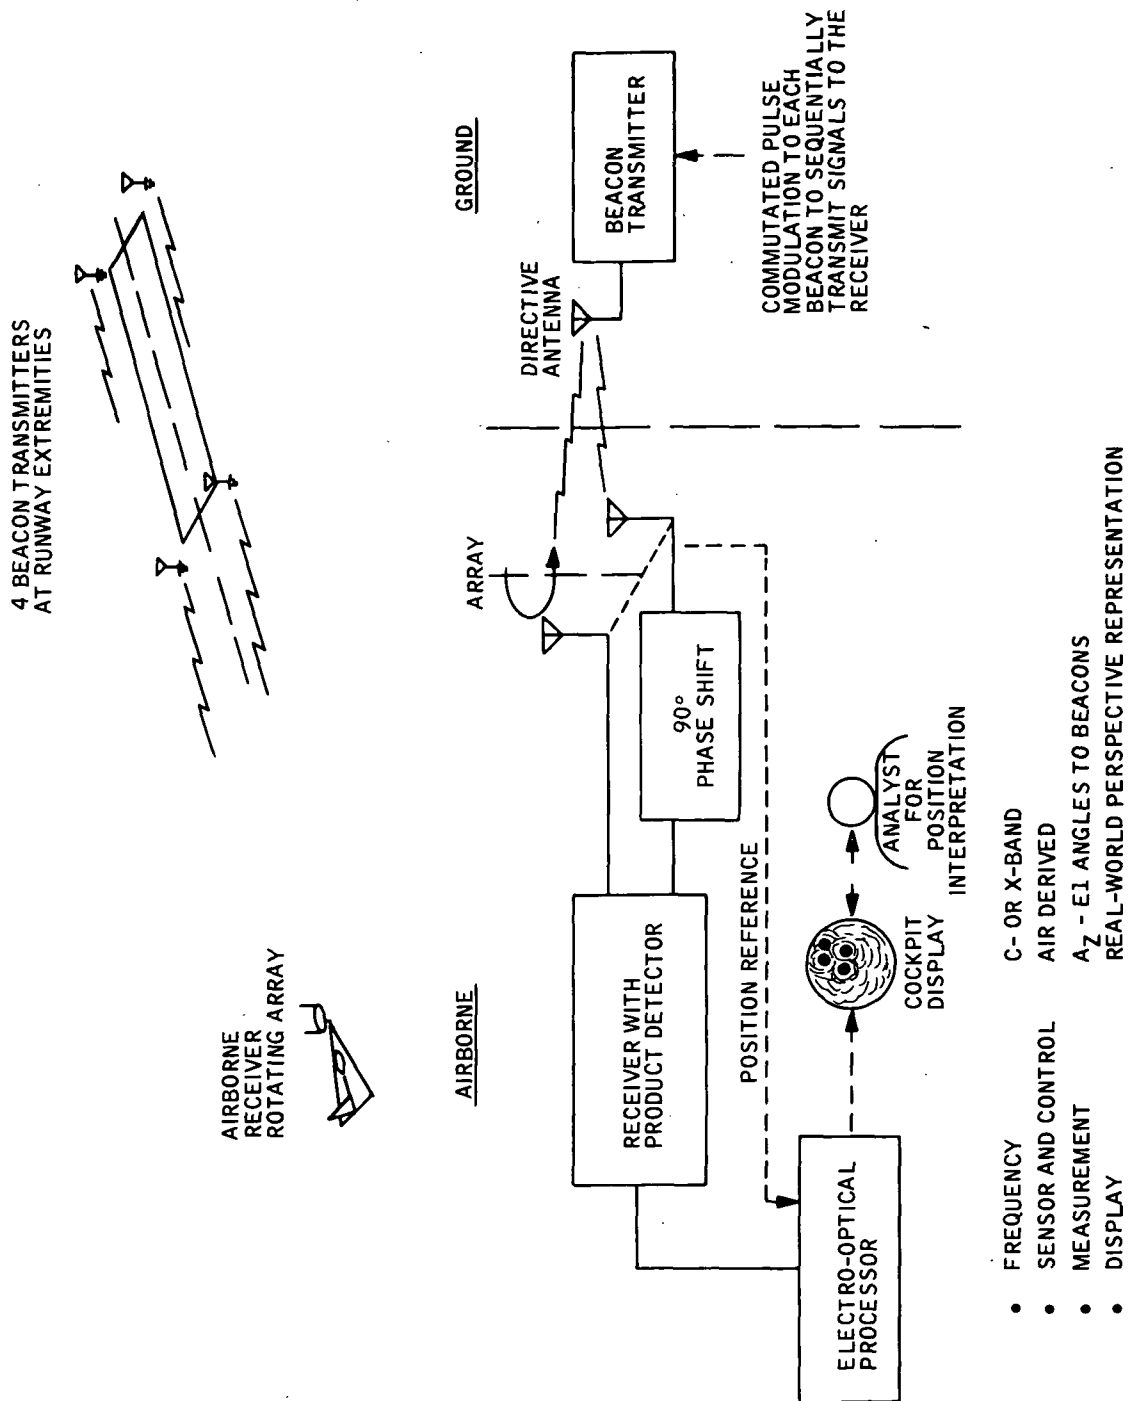 4 BEACON TRANSMITTERS
AT RUNWAY EXTREMITIES
AIRBORNE
RECEIVER
ROTATING ARRAY
AIRBORNE
GROUND
ARRAY
DIRECTIVE
ANTENNA
RECEIVER WITH
PRODUCT DETECTOR
90°
PHASE SHIFT
BEACON
TRANSMITTER
POSITION REFERENCE
COMMUTATED PULSE
MODULATION TO EACH
BEACON TO SEQUENTIALLY
TRANSMIT SIGNALS TO THE
RECEIVER
ELECTRO-OPTICAL
PROCESSOR
COCKPIT
DISPLAY
ANALYST
FOR
POSITION
INTERPRETATION
• FREQUENCY C- OR X-BAND
• SENSOR AND CONTROL AIR DERIVED
• MEASUREMENT AZ - E1 ANGLES TO BEACONS
• DISPLAY REAL-WORLD PERSPECTIVE REPRESENTATION